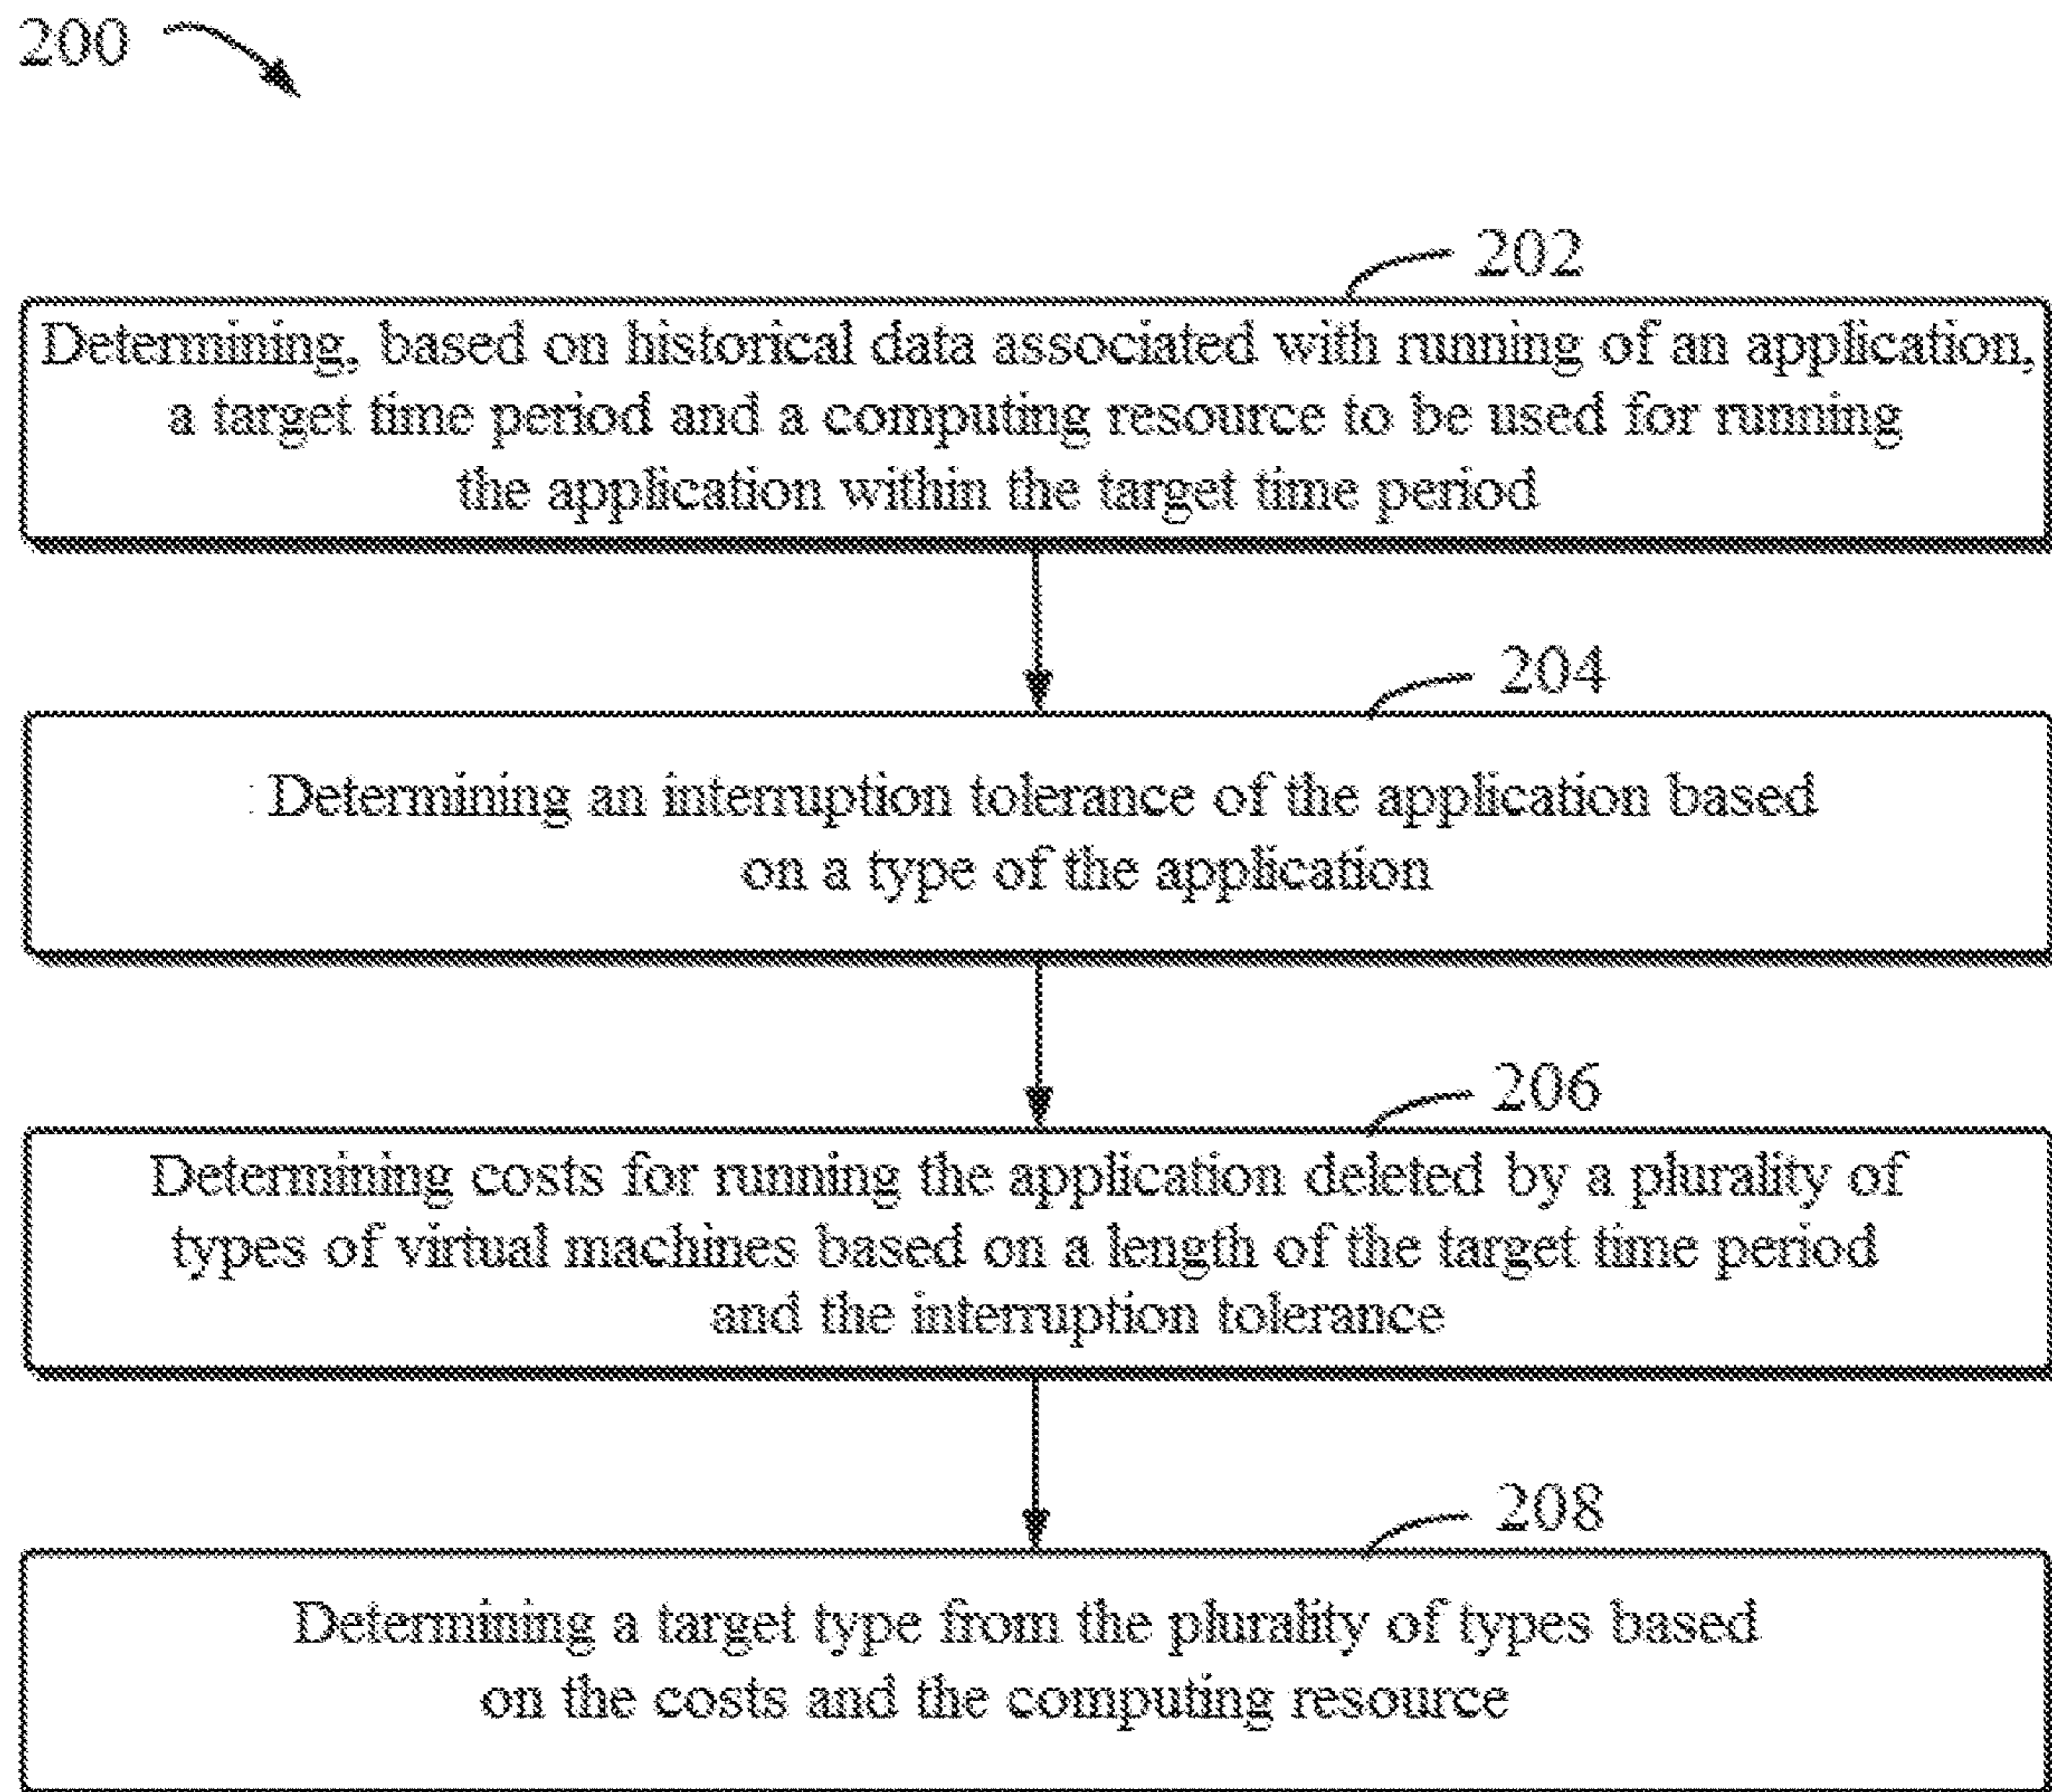 200
202
Determining, based on historical data associated with running of an application,
a target time period and a computing resource to be used for running
the application within the target time period
204
: Determining an interruption tolerance of the application based
on a type of the application
206
Determining costs for running the application deleted by a plurality of
types of virtual machines based on a length of the target time period
and the interruption tolerance
208
Determining a target type from the plurality of types based
on the costs and the computing resource